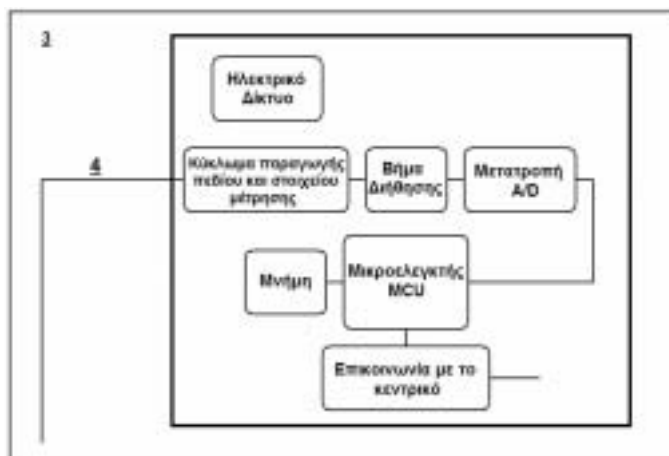 3
Ηλεκτρικό
Δίκτυο
4
Κύκλωμα παραγωγής
πεδίου και στοιχείου
μέτρησης
Βήμα
Διήθησης
Μετατροπή
A/D
Μνήμη
Μικροελεγκτής
MCU
Επικοινωνία με το
κεντρικό